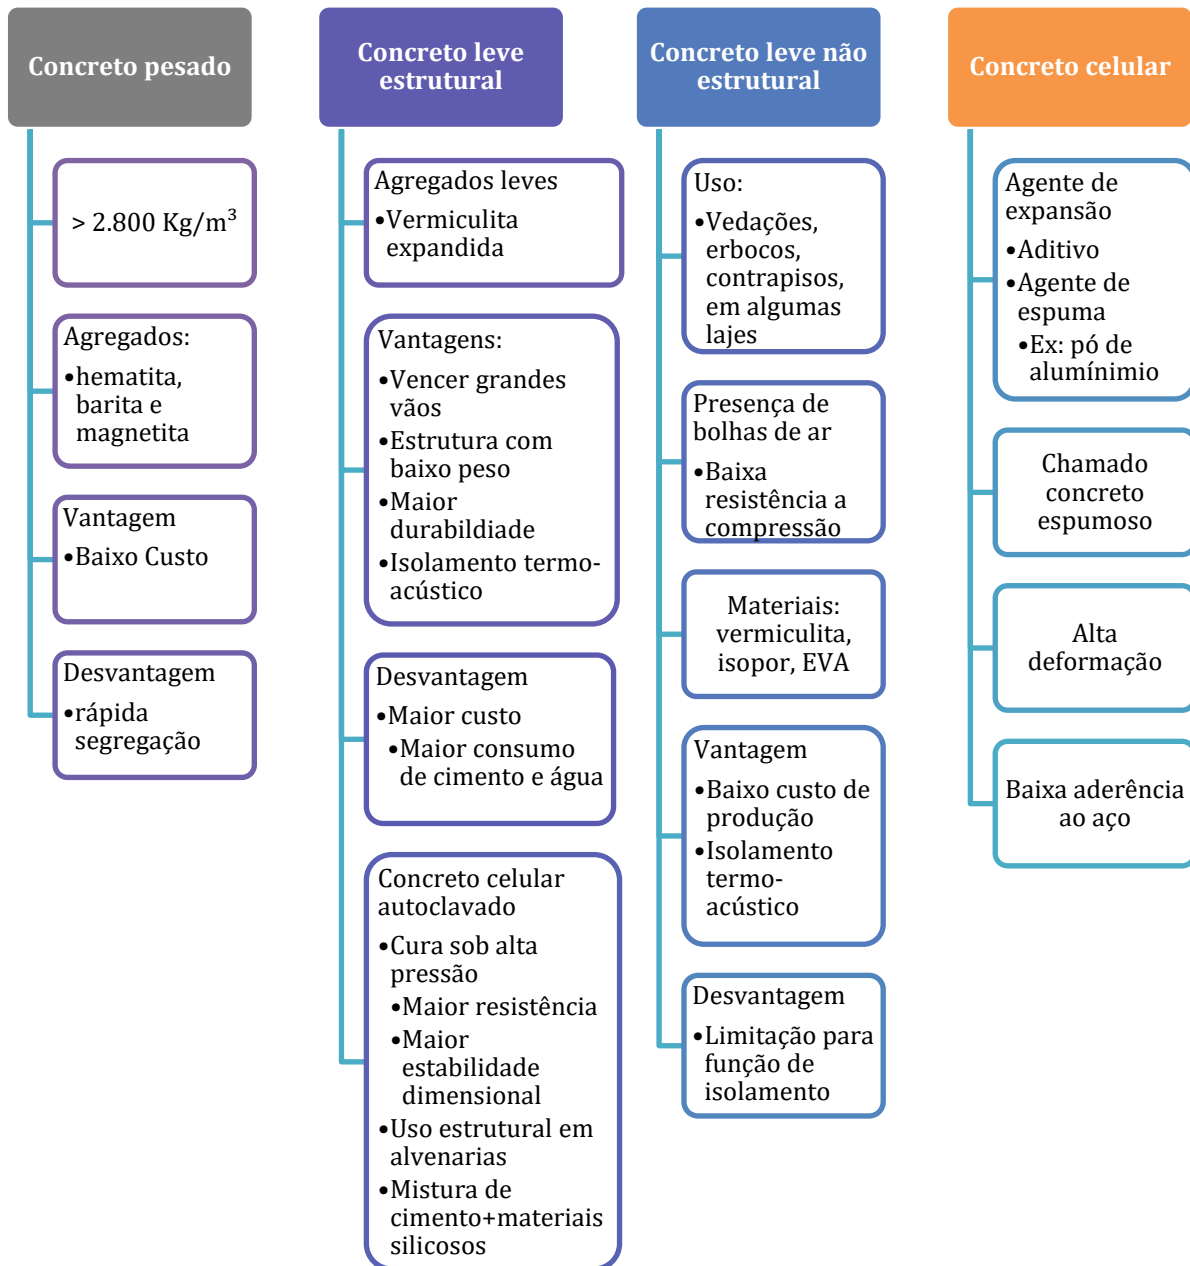 Concreto pesado
> 2.800 Kg/m³
Agregados:
•hematita,
barita e
magnetita
Vantagem
•Baixo Custo
Desvantagem
•rápida
segregação
Concreto leve
estrutural
Agregados leves
•Vermiculita
expandida
Vantagens:
•Vencer grandes
vãos
•Estrutura com
baixo peso
•Maior
durabildiade
•Isolamento termo-
acústico
Desvantagem
•Maior custo
•Maior consumo
de cimento e água
Concreto celular
autoclavado
•Cura sob alta
pressão
•Maior resistência
•Maior
estabilidade
dimensional
•Uso estrutural em
alvenarias
•Mistura de
cimento+materiais
silicosos
Concreto leve não
estrutural
Uso:
•Vedações,
erbocos,
contrapisos,
em algumas
lajes
Presença de
bolhas de ar
•Baixa
resistência a
compressão
Materiais:
vermiculita,
isopor, EVA
Vantagem
•Baixo custo de
produção
•Isolamento
termo-
acústico
Desvantagem
•Limitação para
função de
isolamento
Concreto celular
Agente de
expansão
•Aditivo
•Agente de
espuma
•Ex: pó de
alumínimio
Chamado
concreto
espumoso
Alta
deformação
Baixa aderência
ao aço